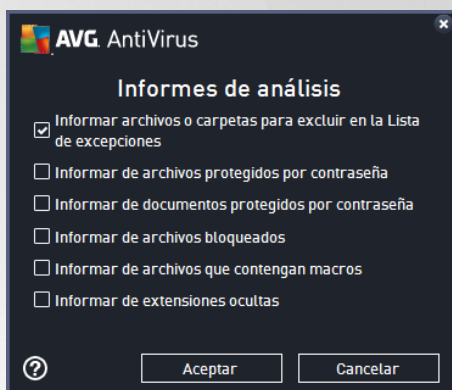 AVG AntiVirus
Informes de análisis
Informar archivos o carpetas para excluir en la Lista
de excepciones
Informar de archivos protegidos por contraseña
Informar de documentos protegidos por contraseña
Informar de archivos bloqueados
Informar de archivos que contengan macros
Informar de extensiones ocultas
? Aceptar Cancelar